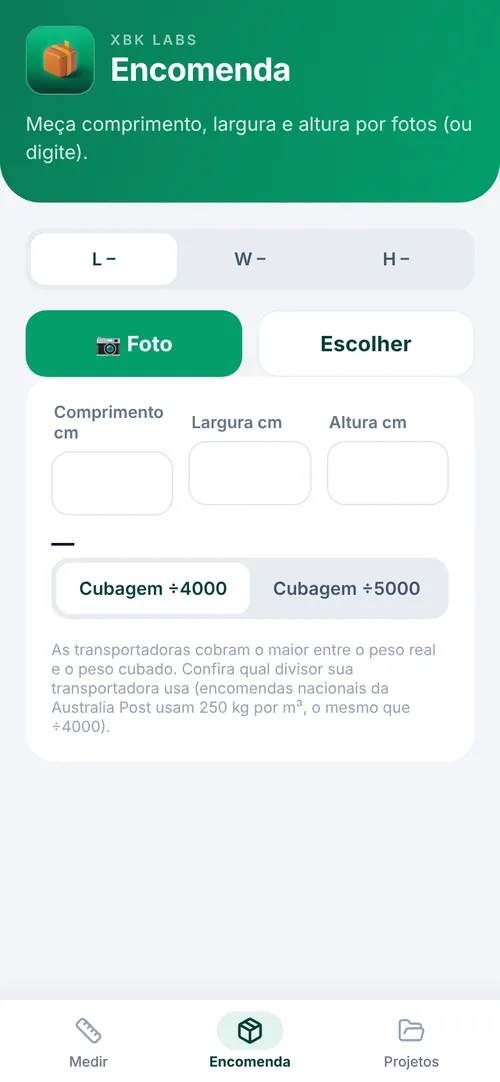 XBK LABS
Encomenda
Meça comprimento, largura e altura por fotos (ou
digite).
L – W – H –
📷 Foto Escolher
Comprimento
cm
Largura cm
Altura cm
—
Cubagem ÷4000 Cubagem ÷5000
As transportadoras cobram o maior entre o peso real
e o peso cubado. Confira qual divisor sua
transportadora usa (encomendas nacionais da
Australia Post usam 250 kg por m³, o mesmo que
÷4000).
Medir Encomenda Projetos